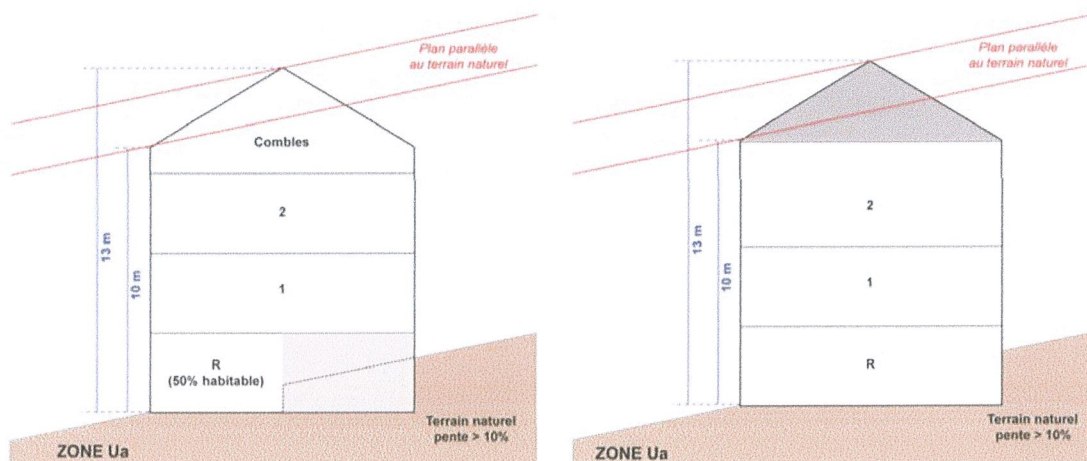 Plan parallèle
au terrain naturel
Combles
2
1
R
(50% habitable)
13 m
10 m
Terrain naturel
pente > 10%
ZONE Ua
Plan parallèle
au terrain naturel
2
1
R
13 m
10 m
Terrain naturel
pente > 10%
ZONE Ua